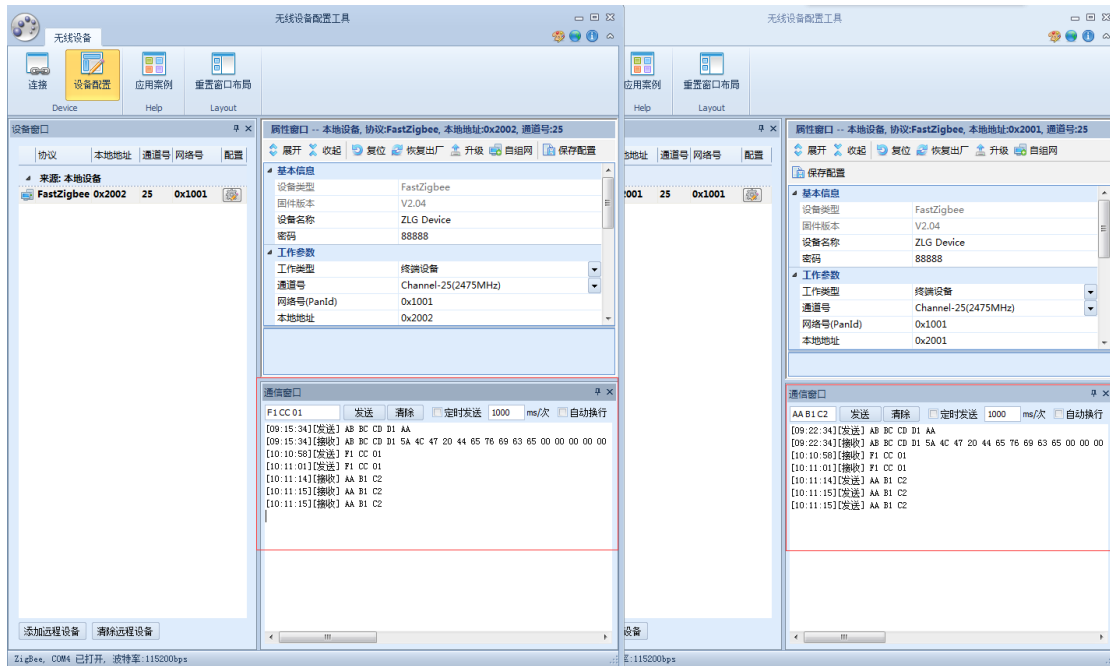 无线设备配置工具
无线设备
连接
设备配置
应用案例
重置窗口布局
Device
Help
Layout
设备窗口
协议 本地地址 通道号 网络号 配置
来源: 本地设备
FastZigbee 0x2002 25 0x1001
添加远程设备 清除远程设备
属性窗口 -- 本地设备, 协议:FastZigbee, 本地地址:0x2002, 通道号:25
展开 收起 复位 恢复出厂 升级 自组网 保存配置
基本信息
设备类型 FastZigbee
固件版本 V2.04
设备名称 ZLG Device
密码 88888
工作参数
工作类型 终端设备
通道号 Channel-25(2475MHz)
网络号(PanId) 0x1001
本地地址 0x2002
通信窗口
F1 CC 01 发送 清除 定时发送 1000 ms/次 自动换行
[09:15:34][发送] AB BC CD D1 AA
[09:15:34][接收] AB BC CD D1 5A 4C 47 20 44 65 76 69 63 65 00 00 00 00 00
[10:10:58][发送] F1 CC 01
[10:11:01][发送] F1 CC 01
[10:11:14][接收] AA B1 C2
[10:11:15][接收] AA B1 C2
[10:11:15][接收] AA B1 C2
ZigBee, COM4 已打开, 波特率:115200bps
无线设备配置工具
应用案例
重置窗口布局
Help
Layout
地址 通道号 网络号 配置
2001 25 0x1001
设备
属性窗口 -- 本地设备, 协议:FastZigbee, 本地地址:0x2001, 通道号:25
展开 收起 复位 恢复出厂 升级 自组网
保存配置
基本信息
设备类型 FastZigbee
固件版本 V2.04
设备名称 ZLG Device
密码 88888
工作参数
工作类型 终端设备
通道号 Channel-25(2475MHz)
网络号(PanId) 0x1001
本地地址 0x2001
通信窗口
AA B1 C2 发送 清除 定时发送 1000 ms/次 自动换行
[09:22:34][发送] AB BC CD D1 AA
[09:22:34][接收] AB BC CD D1 5A 4C 47 20 44 65 76 69 63 65 00 00 00
[10:10:58][接收] F1 CC 01
[10:11:01][接收] F1 CC 01
[10:11:14][发送] AA B1 C2
[10:11:15][发送] AA B1 C2
[10:11:15][发送] AA B1 C2
:115200bps